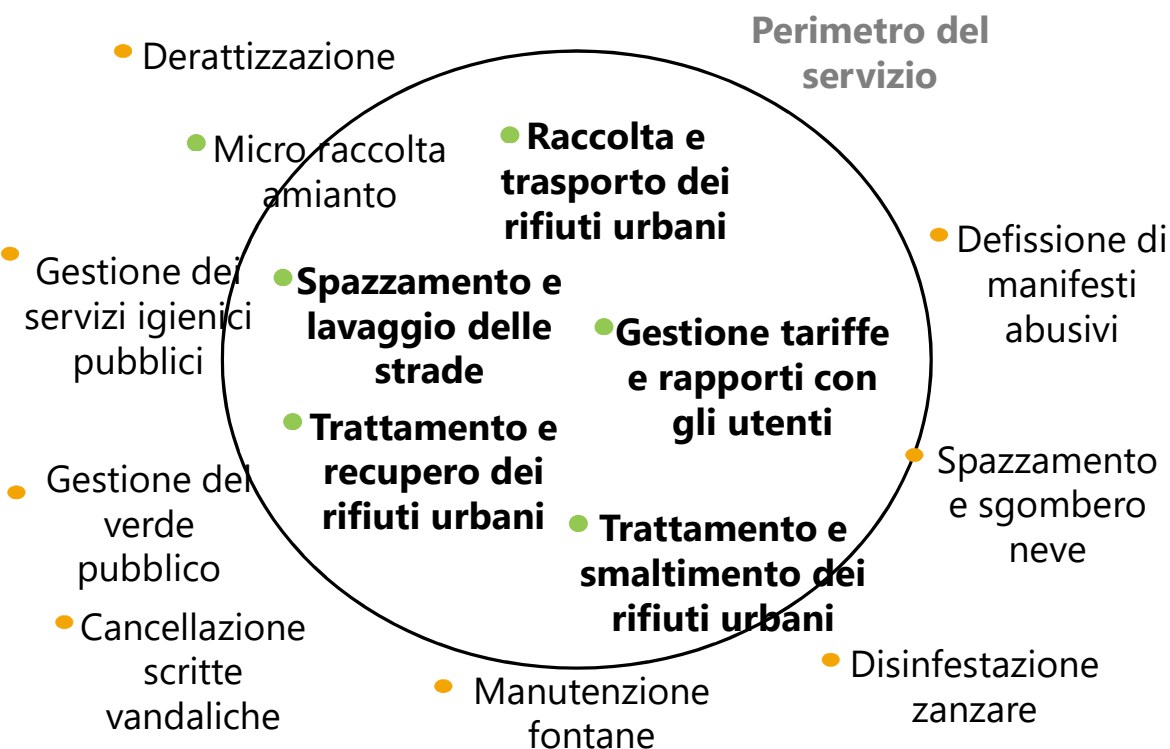 Perimetro del
servizio
Derattizzazione
Micro raccolta
amianto
Raccolta e
trasporto dei
rifiuti urbani
Gestione dei
servizi igienici
pubblici
Spazzamento e
lavaggio delle
strade
Gestione tariffe
e rapporti con
gli utenti
Defissione di
manifesti
abusivi
Trattamento e
recupero dei
rifiuti urbani
Gestione del
verde
pubblico
Spazzamento
e sgombero
neve
Trattamento e
smaltimento dei
rifiuti urbani
Cancellazione
scritte
vandaliche
Manutenzione
fontane
Disinfestazione
zanzare